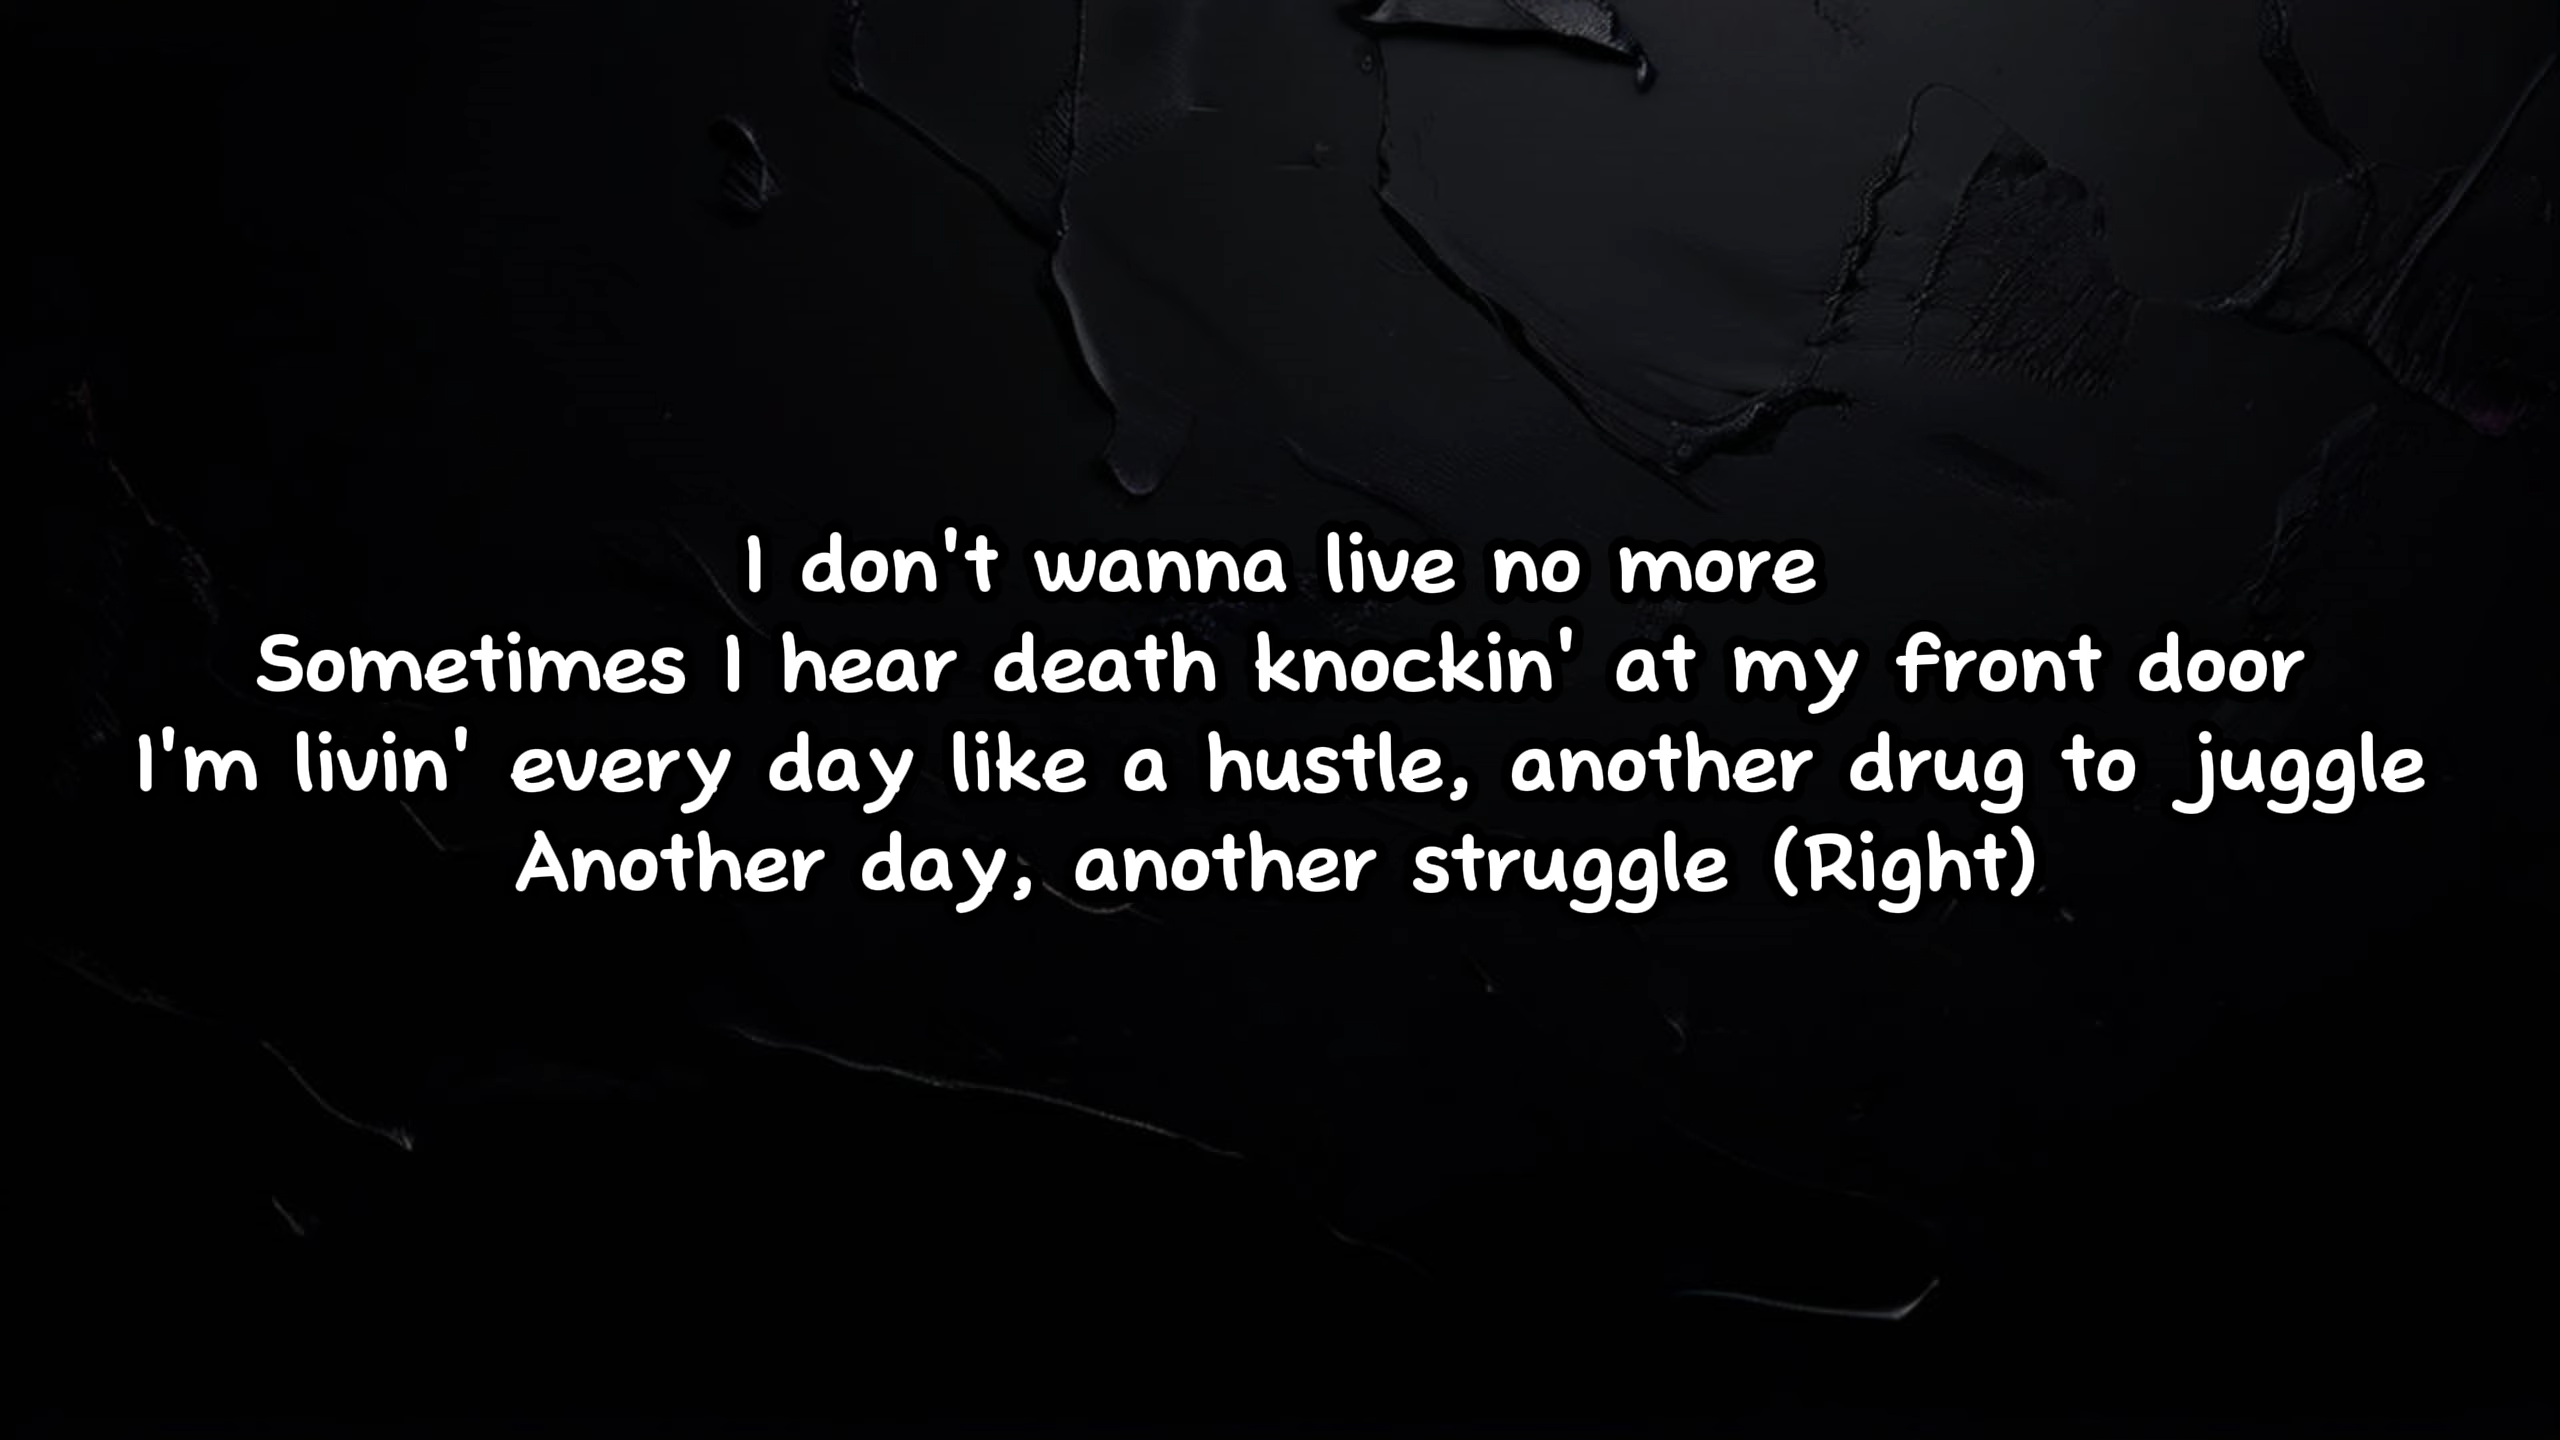 I don't wanna live no more
Sometimes I hear death knockin' at my front door
I'm livin' every day like a hustle, another drug to juggle
Another day, another struggle (Right)